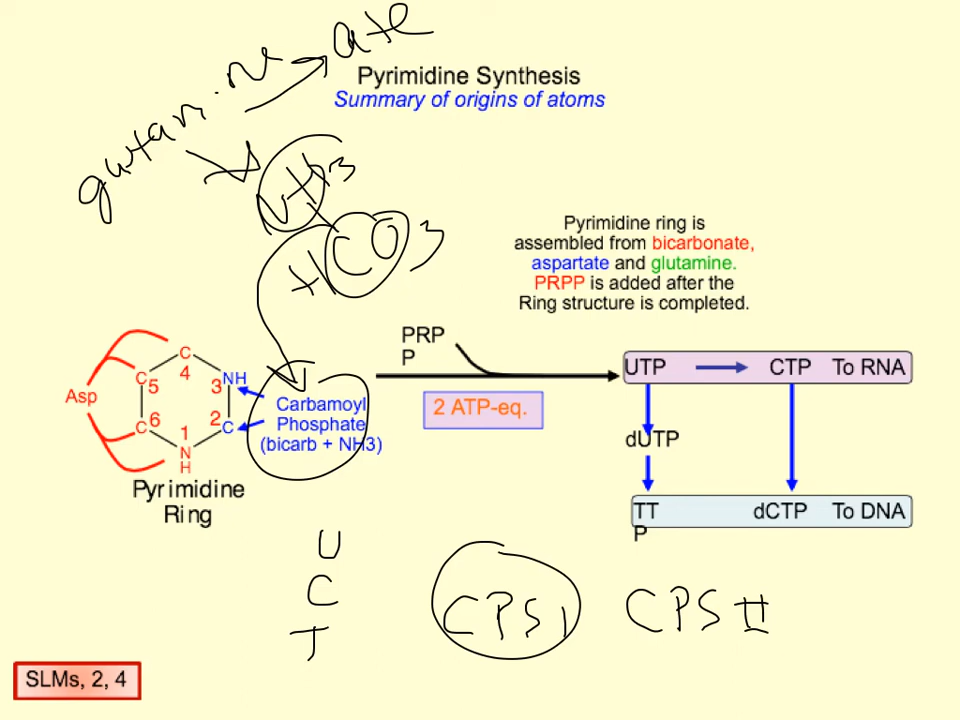 glutamine → ate
Pyrimidine Synthesis
Summary of origins of atoms
NH3
HCO3
Pyrimidine ring is
assembled from bicarbonate,
aspartate and glutamine.
PRPP is added after the
Ring structure is completed.
PRP
P
2 ATP-eq.
Asp
C
4
C
5
3
NH
C
6
2
C
1
N
H
Carbamoyl
Phosphate
(bicarb + NH3)
Pyrimidine
Ring
UTP
CTP
To RNA
dUTP
TT
P
dCTP
To DNA
U
C
T
CPS I
CPS II
SLMs, 2, 4